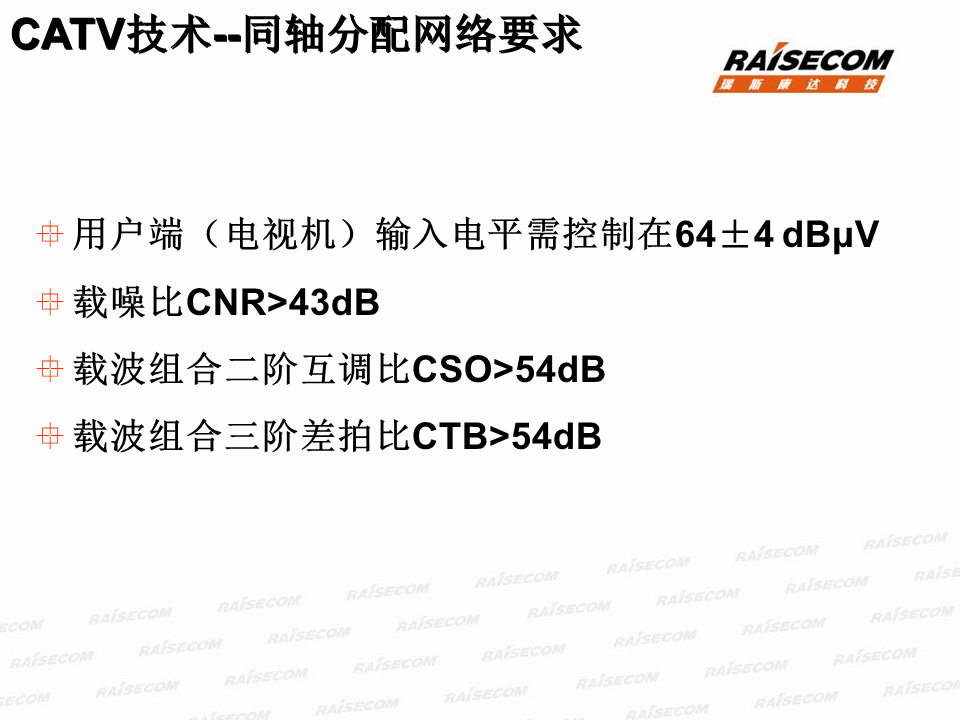 CATV技术--同轴分配网络要求
RAISECOM
瑞斯康达科技
用户端（电视机）输入电平需控制在64±4 dBμV
载噪比CNR>43dB
载波组合二阶互调比CSO>54dB
载波组合三阶差拍比CTB>54dB